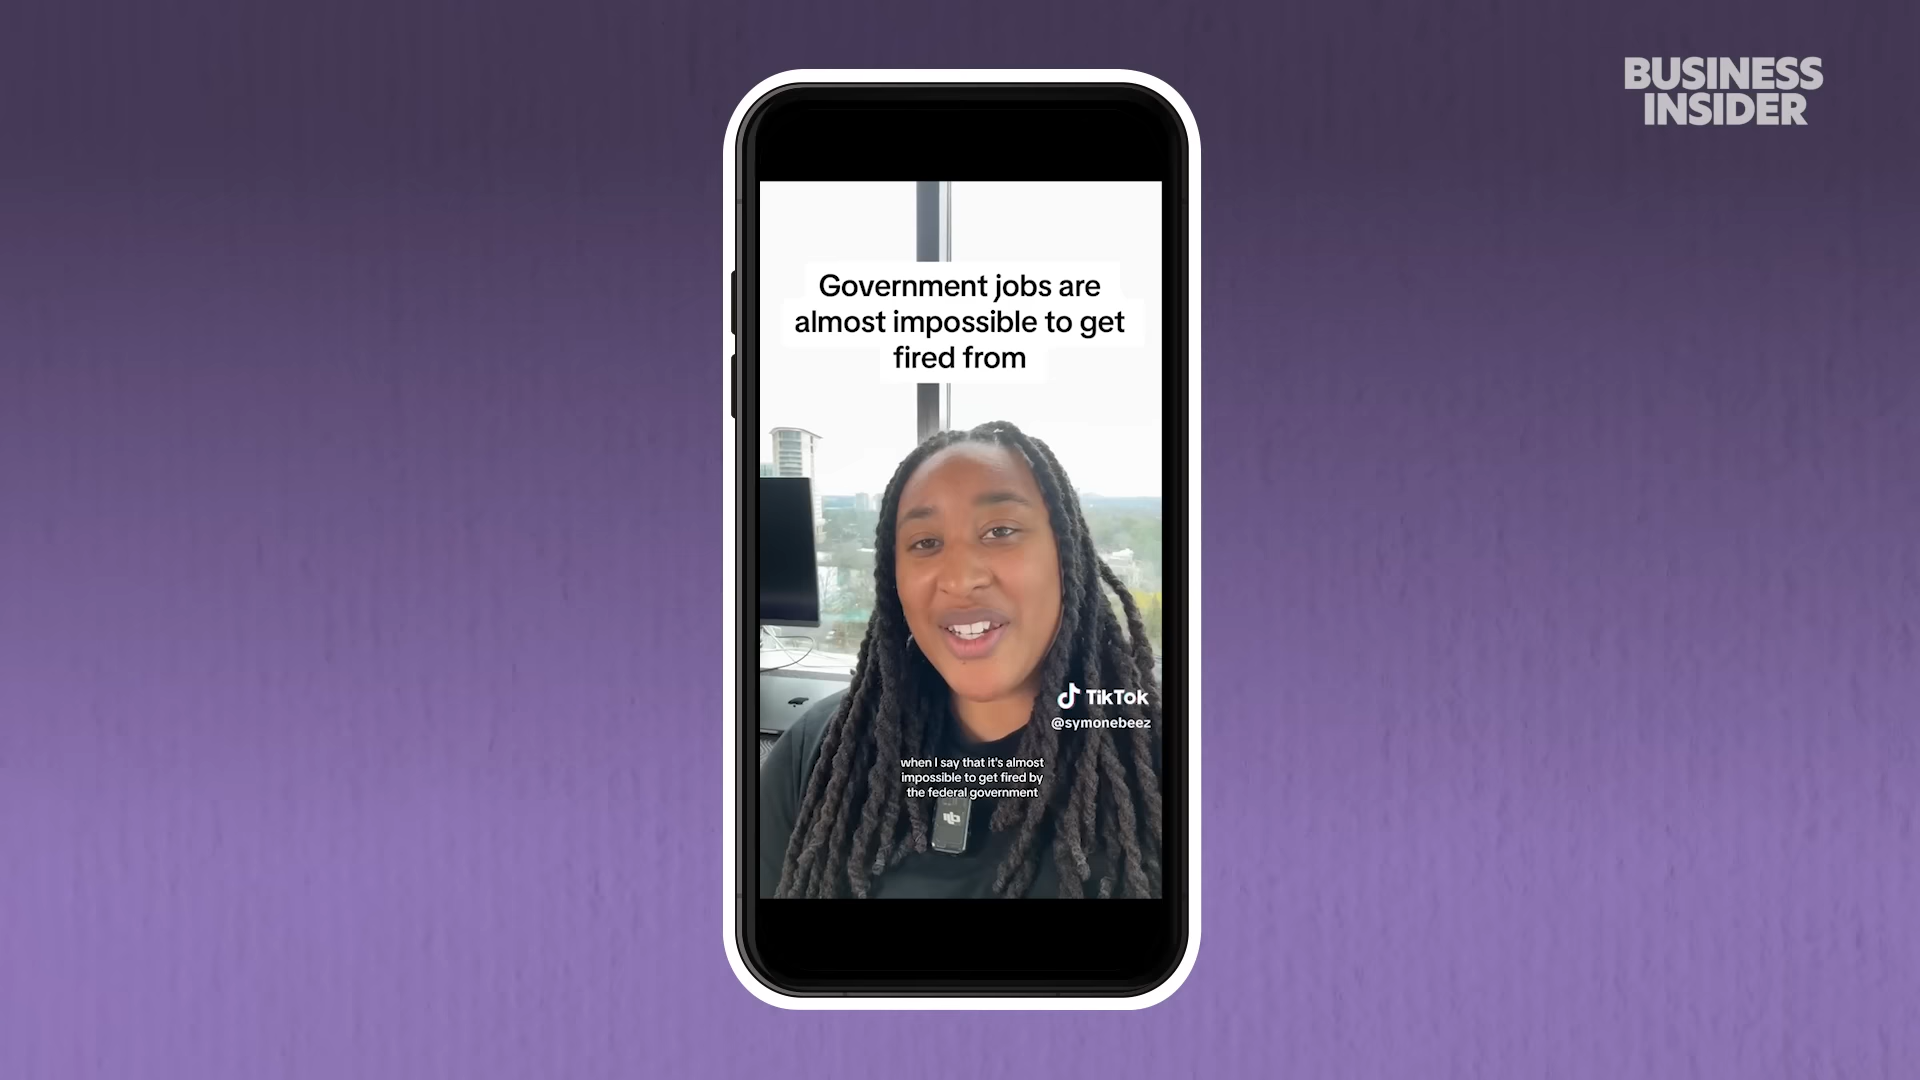 BUSINESS
INSIDER
Government jobs are
almost impossible to get
fired from
TikTok
@symonebeez
when I say that it's almost
impossible to get fired by
the federal government
dji